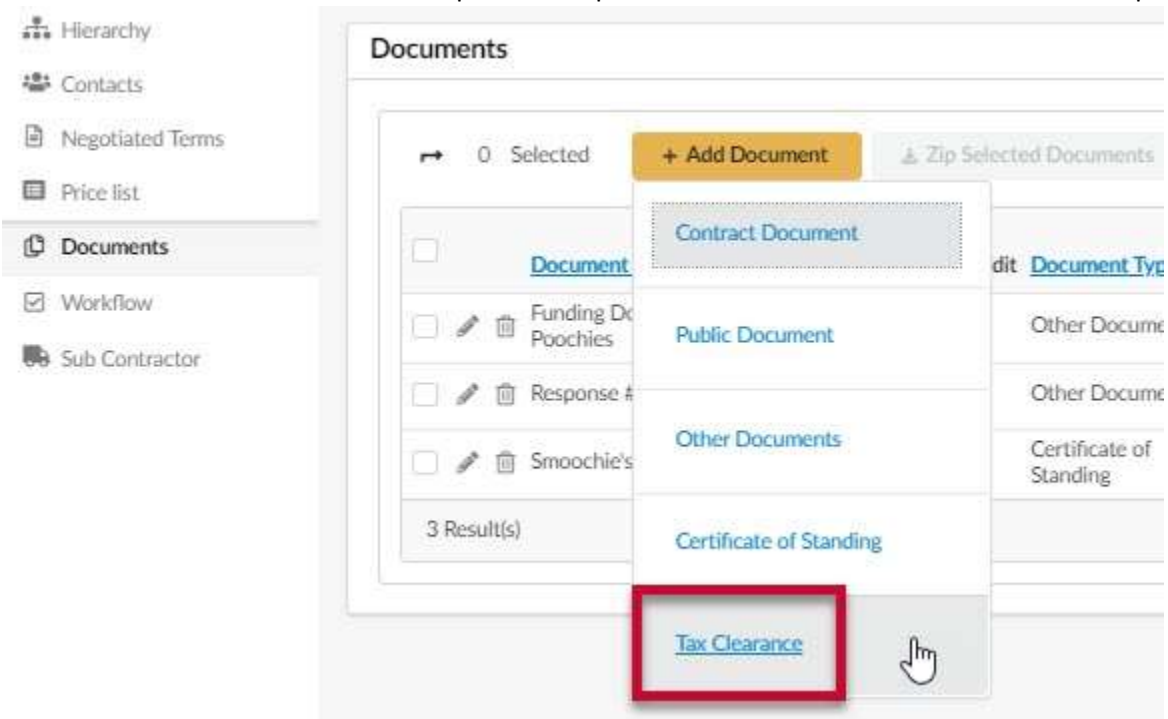 Hierarchy
Contacts
Negotiated Terms
Price list
Documents
Workflow
Sub Contractor
Documents
0 Selected
+ Add Document
Zip Selected Documents
Contract Document
Public Document
Other Documents
Certificate of Standing
Tax Clearance
Document
dit
Document Typ
Funding Do
Poochies
Other Docume
Response #
Other Docume
Smoochie's
Certificate of
Standing
3 Result(s)